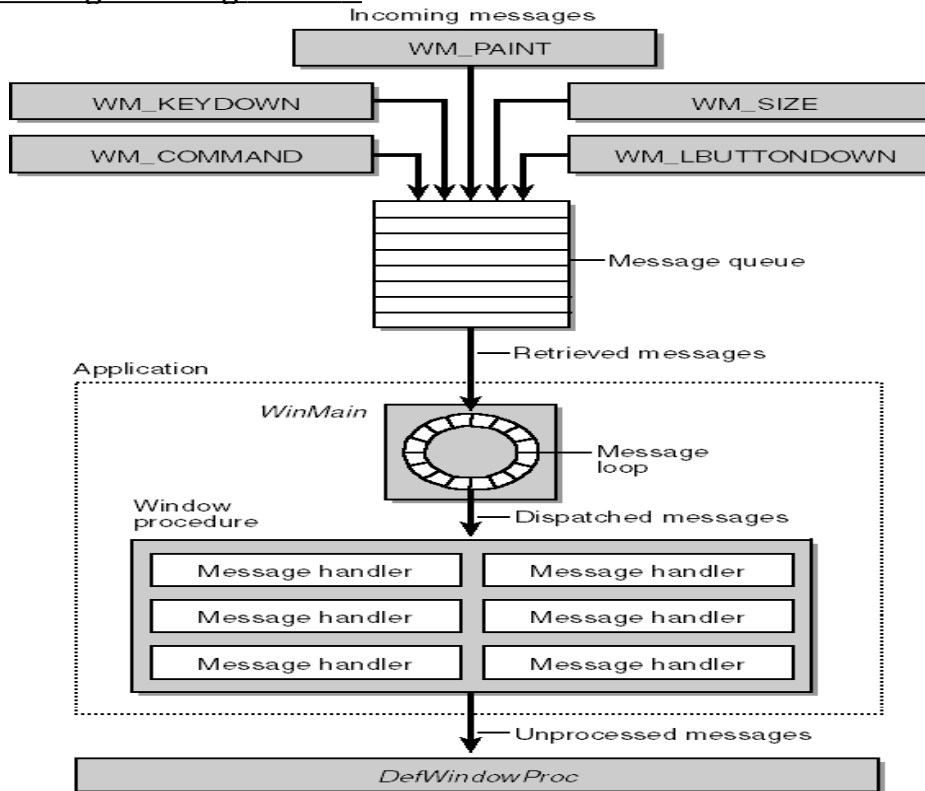 Incoming messages
WM_PAINT
WM_KEYDOWN
WM_SIZE
WM_COMMAND
WM_LBUTTONDOWN
Message queue
Retrieved messages
Application
WinMain
Message
loop
Window
procedure
Dispatched messages
Message handler
Message handler
Message handler
Message handler
Message handler
Message handler
Unprocessed messages
DefWindowProc